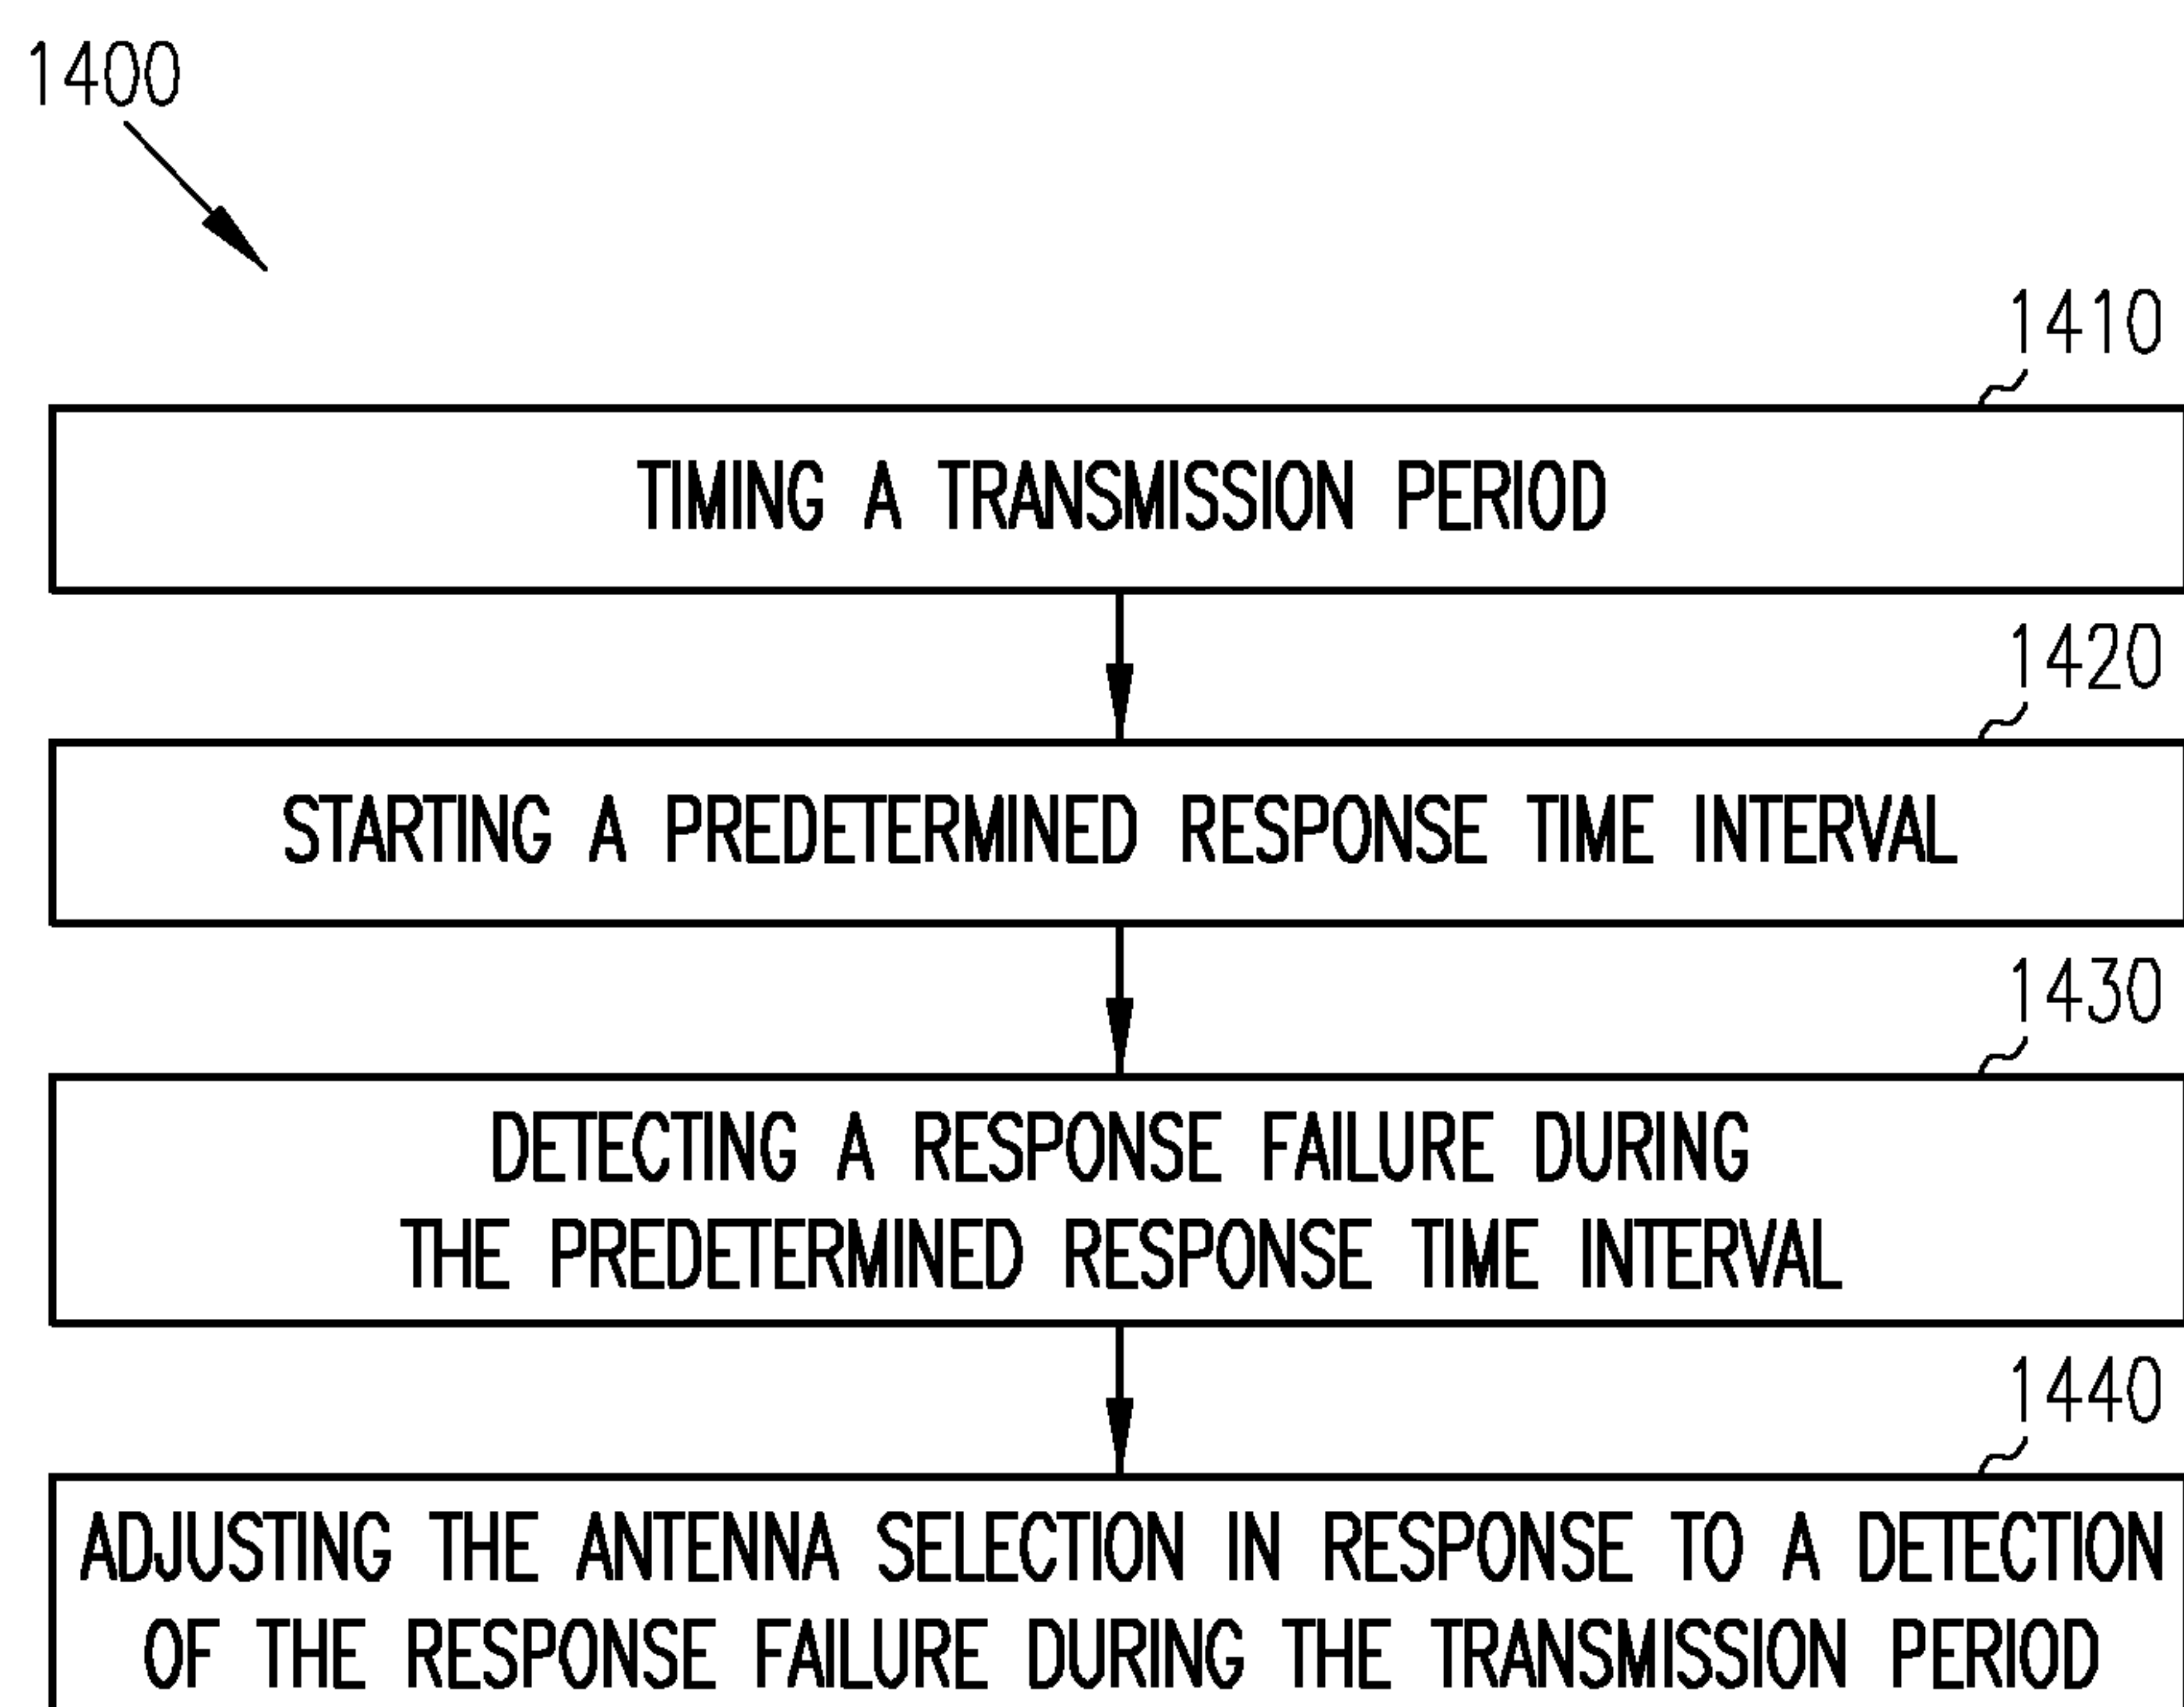 1400
1410
TIMING A TRANSMISSION PERIOD
1420
STARTING A PREDETERMINED RESPONSE TIME INTERVAL
1430
DETECTING A RESPONSE FAILURE DURING
THE PREDETERMINED RESPONSE TIME INTERVAL
1440
ADJUSTING THE ANTENNA SELECTION IN RESPONSE TO A DETECTION
OF THE RESPONSE FAILURE DURING THE TRANSMISSION PERIOD